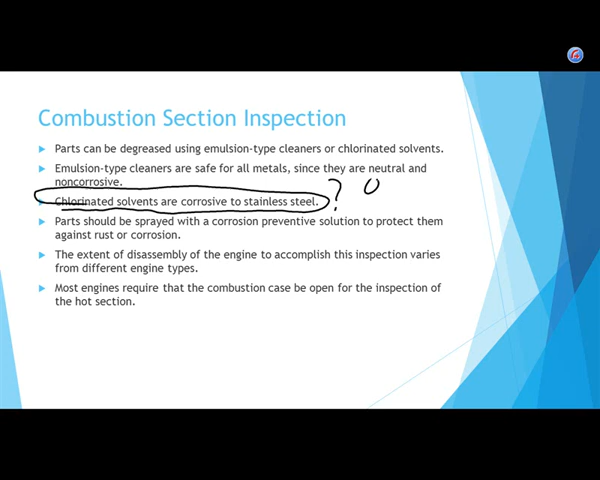 Combustion Section Inspection
Parts can be degreased using emulsion-type cleaners or chlorinated solvents.
Emulsion-type cleaners are safe for all metals, since they are neutral and
noncorrosive.
Chlorinated solvents are corrosive to stainless steel. ? O
Parts should be sprayed with a corrosion preventive solution to protect them
against rust or corrosion.
The extent of disassembly of the engine to accomplish this inspection varies
from different engine types.
Most engines require that the combustion case be open for the inspection of
the hot section.